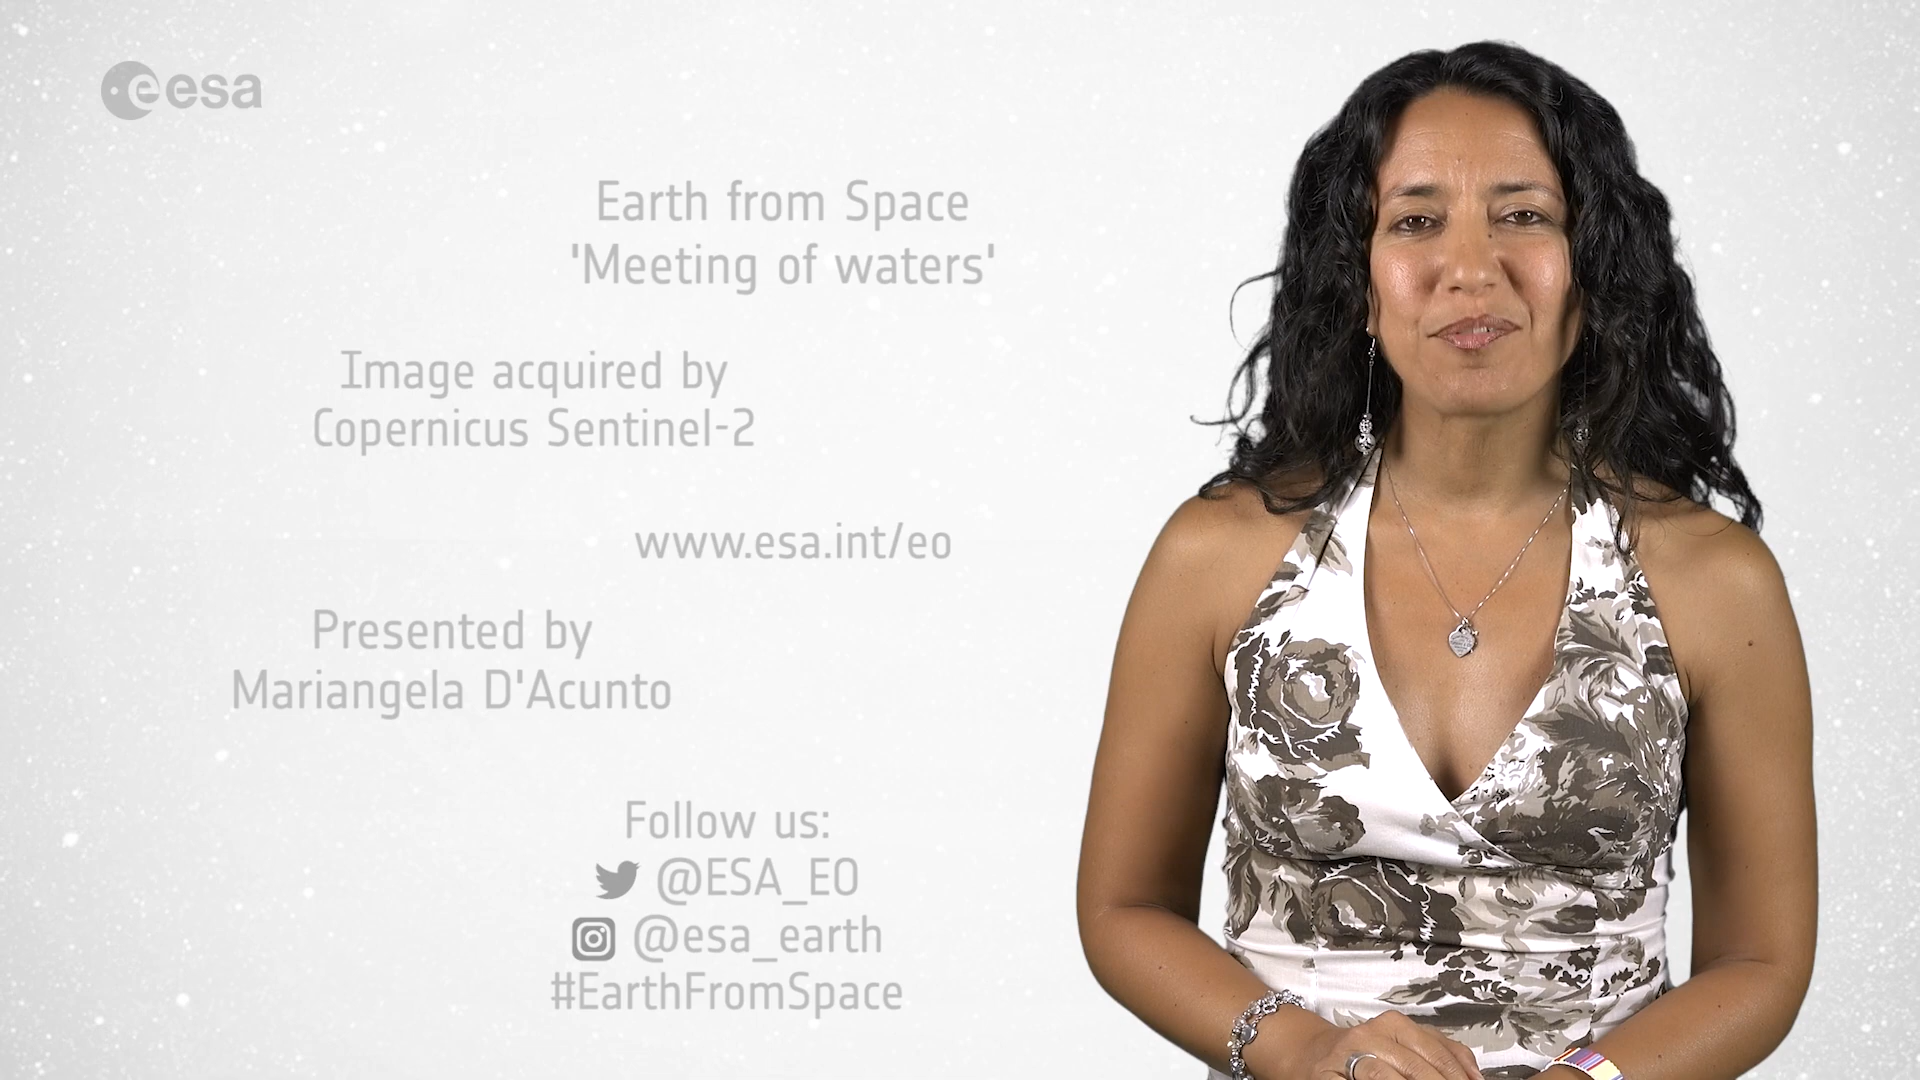 esa
Earth from Space
'Meeting of waters'
Image acquired by
Copernicus Sentinel-2
www.esa.int/eo
Presented by
Mariangela D'Acunto
Follow us:
@ESA_EO
@esa_earth
#EarthFromSpace